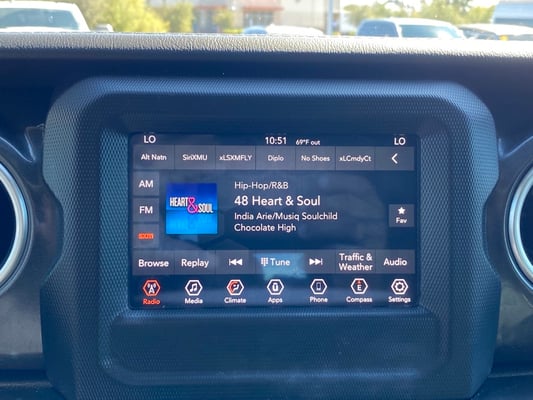 LO 10:51 69°F out LO
Alt Natn SiriXMU xLSXMFLY Diplo No Shoes xLCmdyCt
AM
FM
SXM
HEART & SOUL
Hip-Hop/R&B
48 Heart & Soul
India Arie/Musiq Soulchild
Chocolate High
Fav
Browse Replay Tune Traffic & Weather Audio
Radio Media Climate Apps Phone E Compass Settings